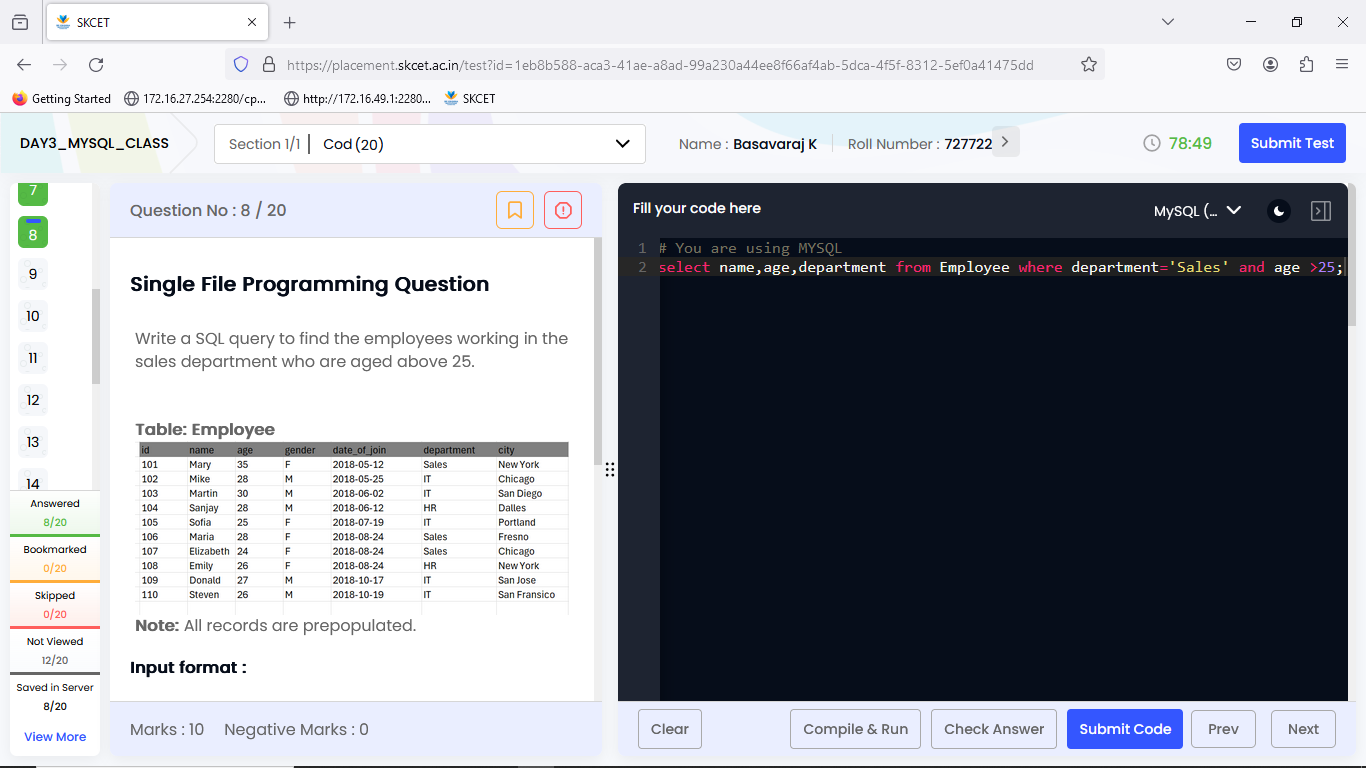 SKCET
https://placement.skcet.ac.in/test?id=1eb8b588-aca3-41ae-a8ad-99a230a44ee8f66af4ab-5dca-4f5f-8312-5ef0a41475dd
Getting Started 172.16.27.254:2280/cp... http://172.16.49.1:2280... SKCET
DAY3_MYSQL_CLASS Section 1/1 | Cod (20) Name : Basavaraj K Roll Number : 727722 78:49 Submit Test
7
8
9
10
11
12
13
14
Answered
8/20
Bookmarked
0/20
Skipped
0/20
Not Viewed
12/20
Saved in Server
8/20
View More
Question No : 8 / 20
Single File Programming Question
Write a SQL query to find the employees working in the
sales department who are aged above 25.
Table: Employee
id name age gender date_of_join department city
101 Mary 35 F 2018-05-12 Sales New York
102 Mike 28 M 2018-05-25 IT Chicago
103 Martin 30 M 2018-06-02 IT San Diego
104 Sanjay 28 M 2018-06-12 HR Dalles
105 Sofia 25 F 2018-07-19 IT Portland
106 Maria 28 F 2018-08-24 Sales Fresno
107 Elizabeth 24 F 2018-08-24 Sales Chicago
108 Emily 26 F 2018-08-24 HR New York
109 Donald 27 M 2018-10-17 IT San Jose
110 Steven 26 M 2018-10-19 IT San Fransico
Note: All records are prepopulated.
Input format :
Marks : 10 Negative Marks : 0
Fill your code here MySQL (...
1 # You are using MYSQL
2 select name,age,department from Employee where department='Sales' and age >25;
Clear Compile & Run Check Answer Submit Code Prev Next